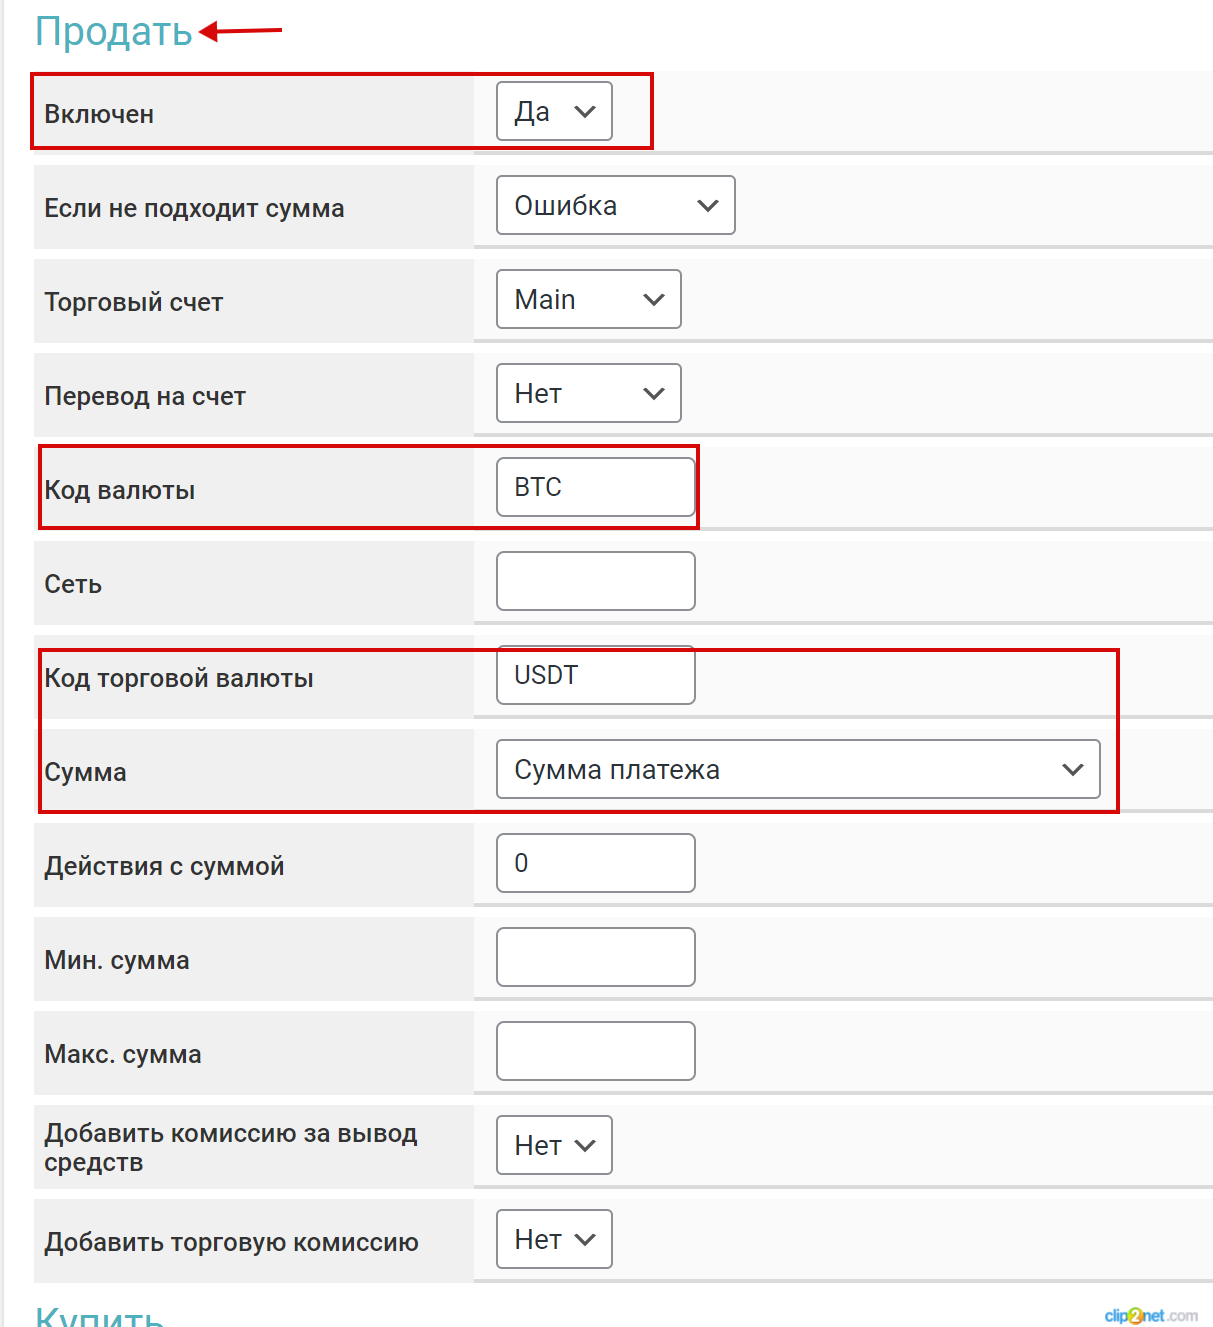 Продать
Включен
Да
Если не подходит сумма
Ошибка
Торговый счет
Main
Перевод на счет
Нет
Код валюты
BTC
Сеть
Код торговой валюты
USDT
Сумма
Сумма платежа
Действия с суммой
0
Мин. сумма
Макс. сумма
Добавить комиссию за вывод
средств
Нет
Добавить торговую комиссию
Нет
Купить
clip2net.com